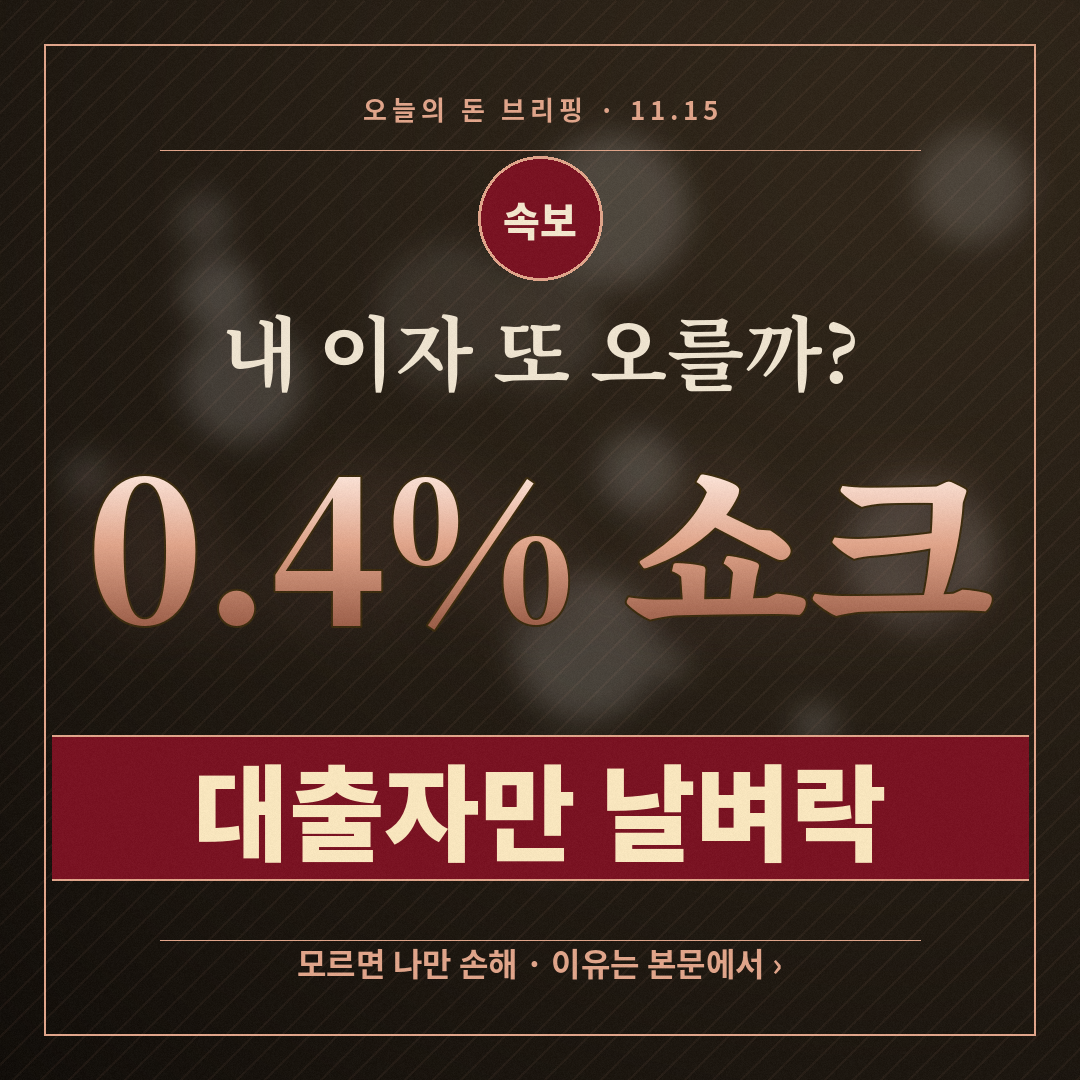 오늘의 돈 브리핑 · 11.15
속보
내 이자 또 오를까?
0.4% 쇼크
대출자만 날벼락
모르면 나만 손해 · 이유는 본문에서 ›